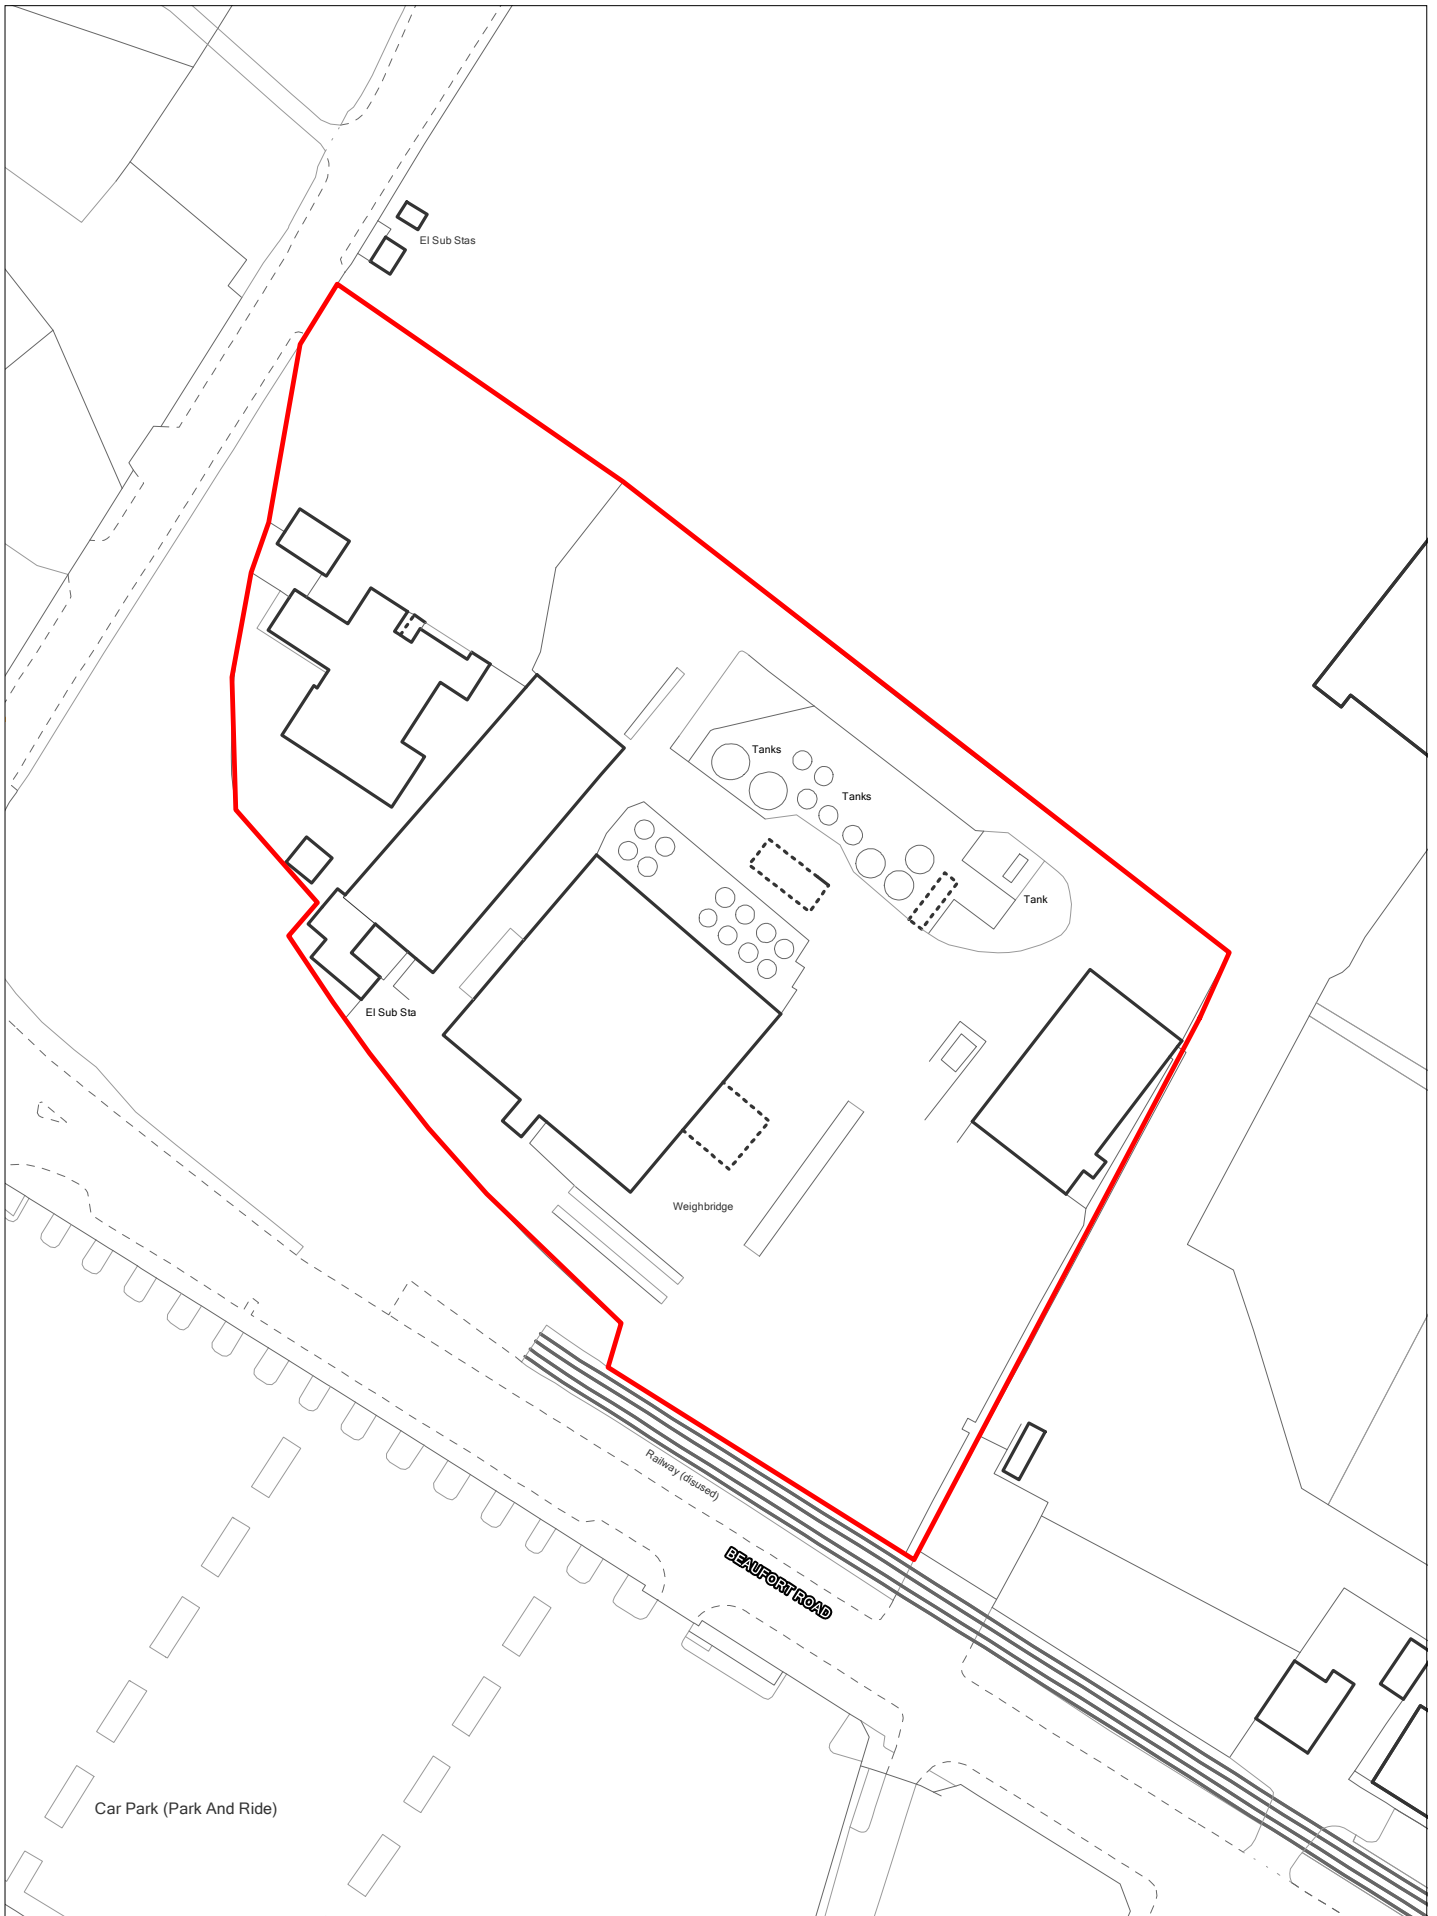 El Sub Stas
Tanks
Tanks
Tank
El Sub Sta
Weighbridge
Railway (disused)
BEAUFORT ROAD
Car Park (Park And Ride)